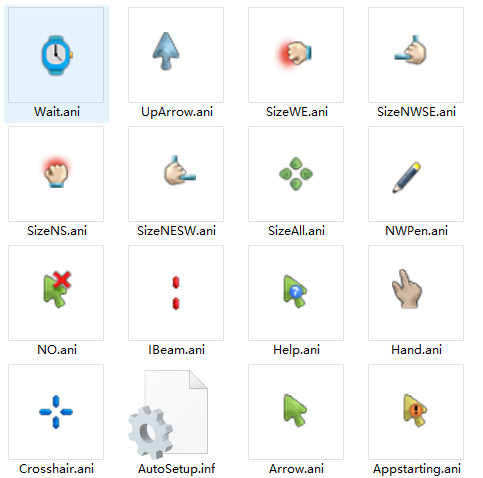 Wait.ani
UpArrow.ani
SizeWE.ani
SizeNWSE.ani
SizeNS.ani
SizeNESW.ani
SizeAll.ani
NWPen.ani
NO.ani
IBeam.ani
Help.ani
Hand.ani
Crosshair.ani
AutoSetup.inf
Arrow.ani
Appstarting.ani